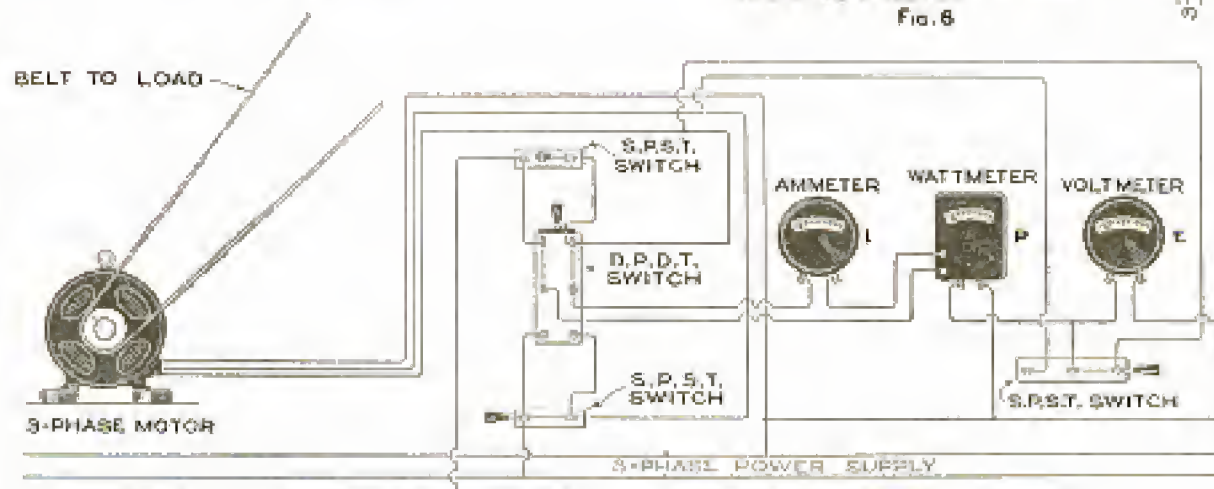 Fig. 6
BELT TO LOAD
S.P.S.T.
SWITCH
AMMETER
WATTMETER
VOLTMETER
I
P
E
D.P.D.T.
SWITCH
S.P.S.T.
SWITCH
S.P.S.T. SWITCH
3-PHASE MOTOR
3-PHASE POWER SUPPLY